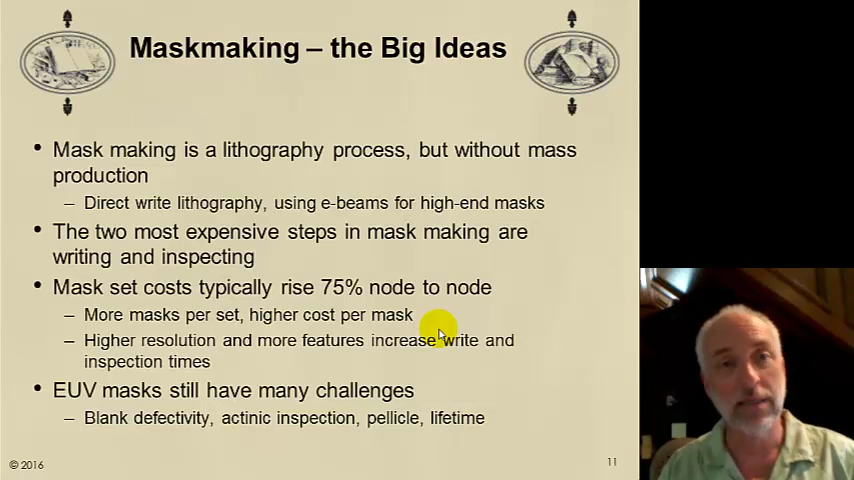 Maskmaking – the Big Ideas
• Mask making is a lithography process, but without mass
production
– Direct write lithography, using e-beams for high-end masks
• The two most expensive steps in mask making are
writing and inspecting
• Mask set costs typically rise 75% node to node
– More masks per set, higher cost per mask
– Higher resolution and more features increase write and
inspection times
• EUV masks still have many challenges
– Blank defectivity, actinic inspection, pellicle, lifetime
© 2016
11